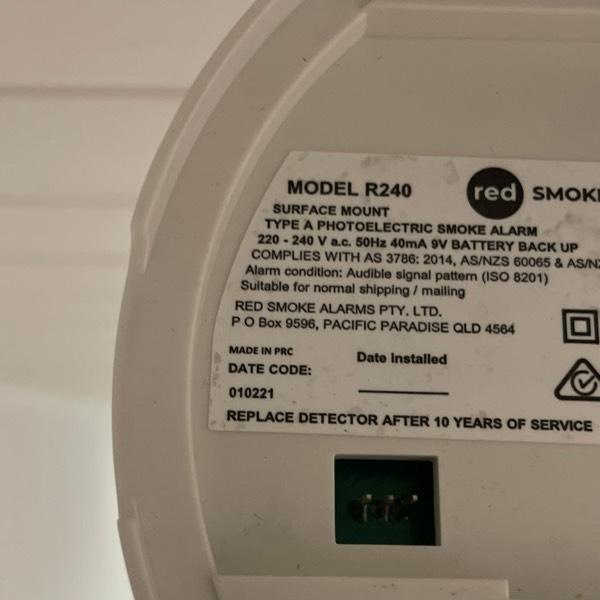 MODEL R240
red SMOKE
SURFACE MOUNT
TYPE A PHOTOELECTRIC SMOKE ALARM
220 - 240 V a.c. 50Hz 40mA 9V BATTERY BACK UP
COMPLIES WITH AS 3786: 2014, AS/NZS 60065 & AS/NZ
Alarm condition: Audible signal pattern (ISO 8201)
Suitable for normal shipping / mailing
RED SMOKE ALARMS PTY. LTD.
P O Box 9596, PACIFIC PARADISE QLD 4564
MADE IN PRC
Date Installed
DATE CODE:
010221
REPLACE DETECTOR AFTER 10 YEARS OF SERVICE